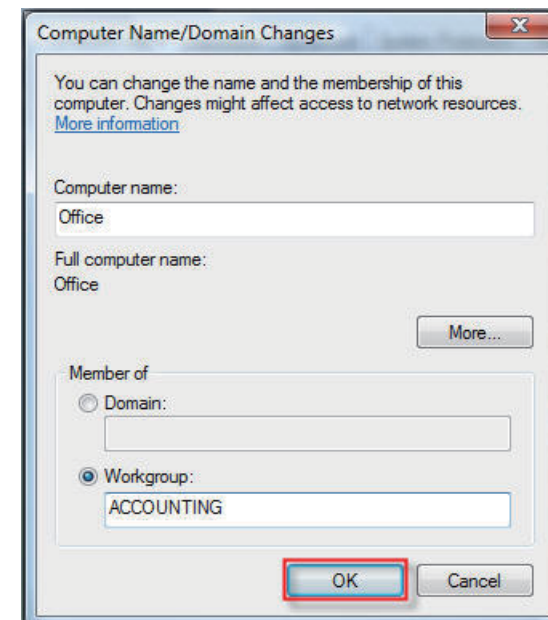 Computer Name/Domain Changes
You can change the name and the membership of this
computer. Changes might affect access to network resources.
More information
Computer name:
Office
Full computer name:
Office
More...
Member of
Domain:
Workgroup:
ACCOUNTING
OK
Cancel